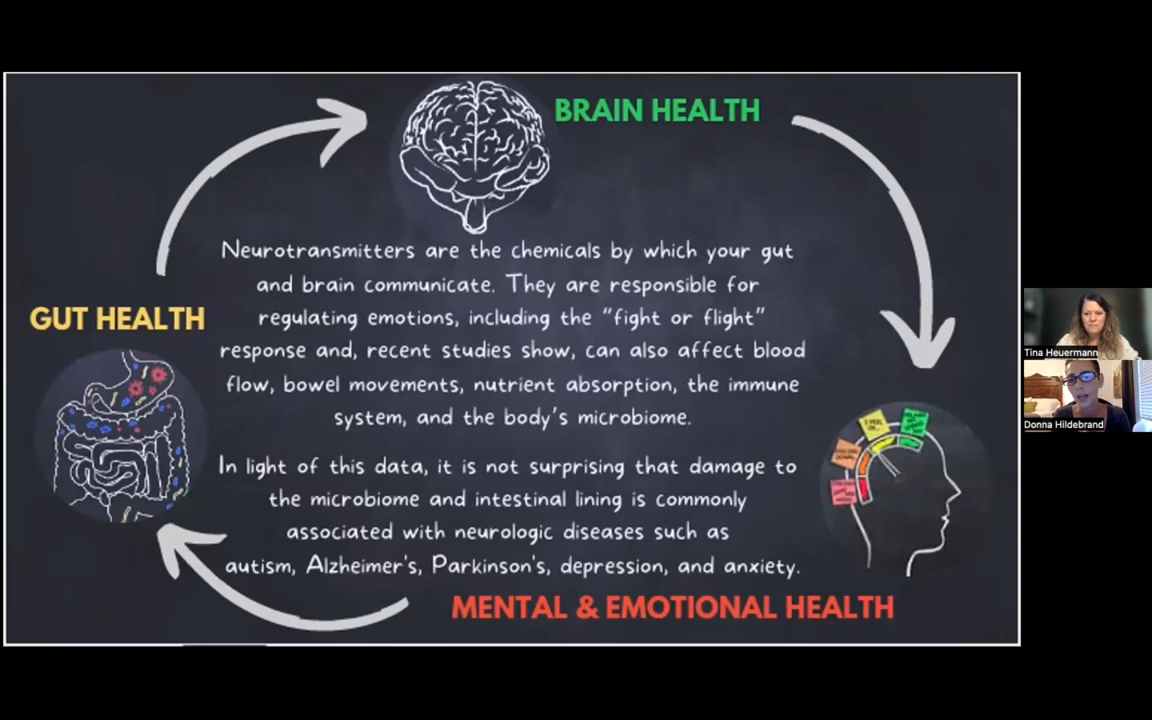 BRAIN HEALTH
Neurotransmitters are the chemicals by which your gut
and brain communicate. They are responsible for
regulating emotions, including the "fight or flight"
response and, recent studies show, can also affect blood
flow, bowel movements, nutrient absorption, the immune
system, and the body's microbiome.
GUT HEALTH
In light of this data, it is not surprising that damage to
the microbiome and intestinal lining is commonly
associated with neurologic diseases such as
autism, Alzheimer's, Parkinson's, depression, and anxiety.
MENTAL & EMOTIONAL HEALTH
I FEEL
Tina Heuermann
Donna Hildebrand